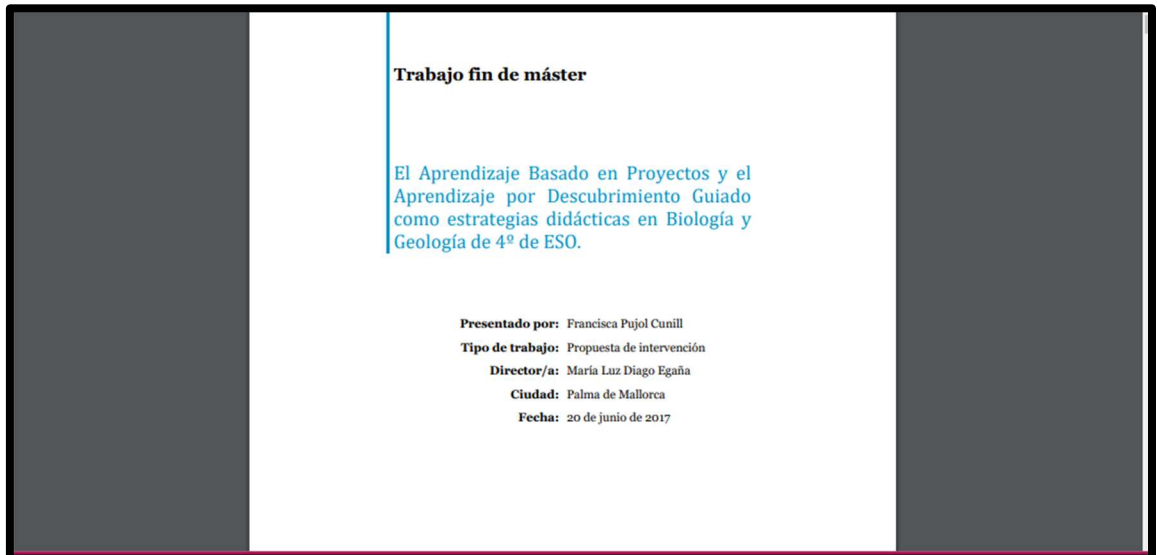 Trabajo fin de máster
El Aprendizaje Basado en Proyectos y el
Aprendizaje por Descubrimiento Guiado
como estrategias didácticas en Biología y
Geología de 4º de ESO.
Presentado por: Francisca Pujol Cunill
Tipo de trabajo: Propuesta de intervención
Director/a: María Luz Diago Egaña
Ciudad: Palma de Mallorca
Fecha: 20 de junio de 2017